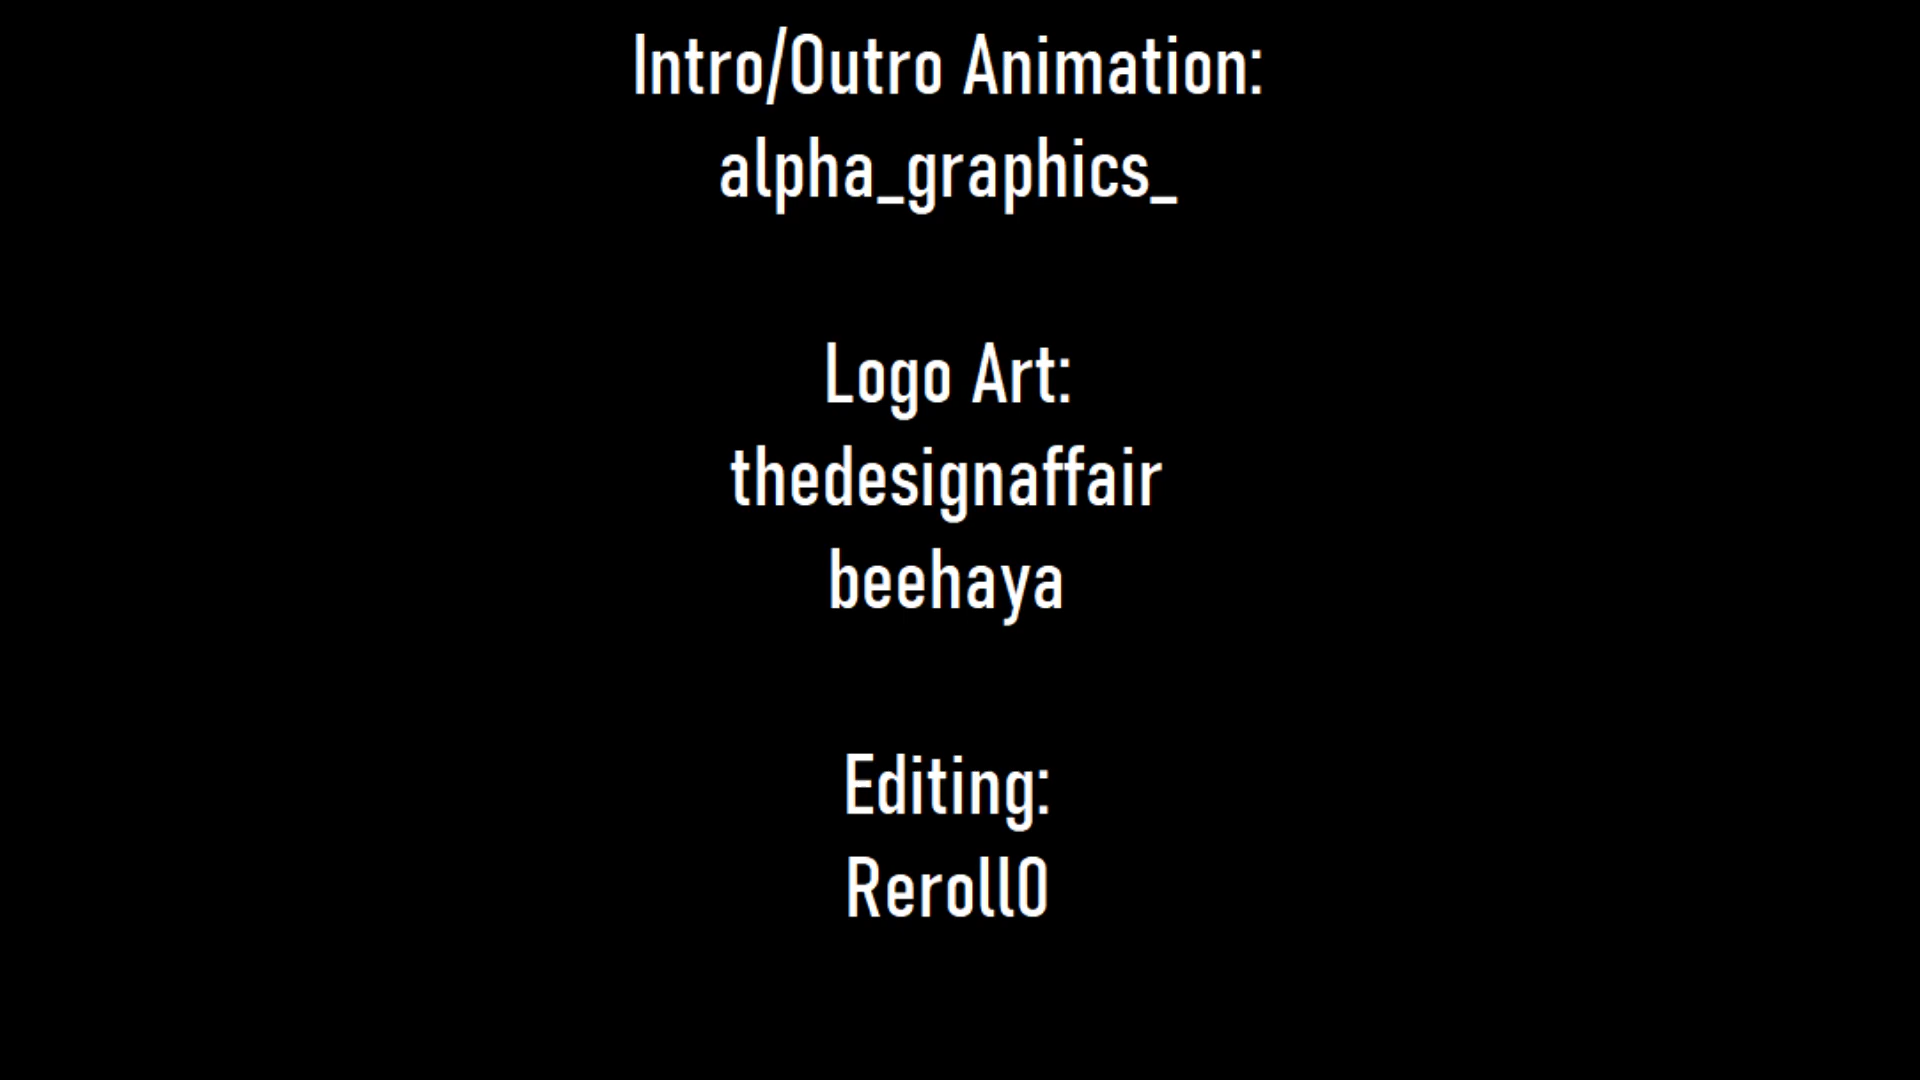 Intro/Outro Animation:
alpha_graphics_
Logo Art:
thedesignaffair
beehaya
Editing:
Reroll0